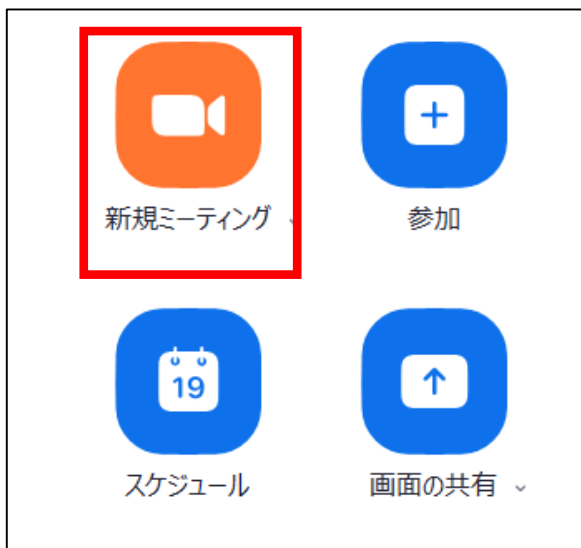 新規ミーティング
参加
19
スケジュール
画面の共有